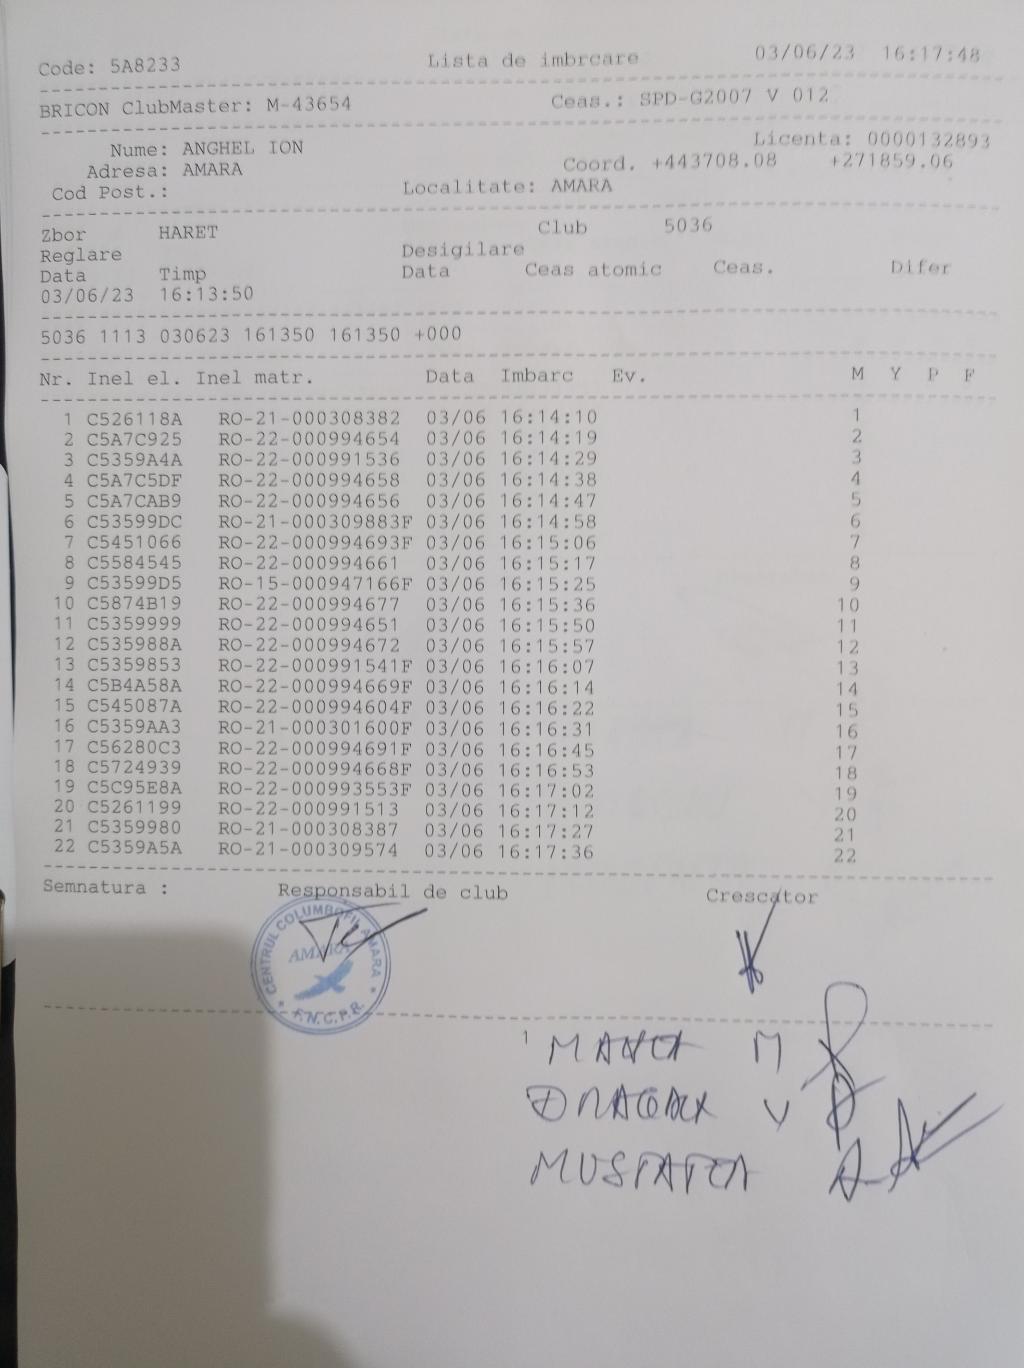 Code: 5A8233 Lista de imbrcare 03/06/23 16:17:48
BRICON ClubMaster: M-43654 Ceas.: SPD-G2007 V 012
Licenta: 0000132893
Nume: ANGHEL ION
Coord. +443708.08 +271859.06
Adresa: AMARA
Cod Post.: Localitate: AMARA
Zbor HARET Club 5036
Reglare Desigilare
Data Timp Data Ceas atomic Ceas. Difer
03/06/23 16:13:50
5036 1113 030623 161350 161350 +000
Nr. Inel el. Inel matr. Data Imbarc Ev. M Y P F
1 C526118A RO-21-000308382 03/06 16:14:10 1
2 C5A7C925 RO-22-000994654 03/06 16:14:19 2
3 C5359A4A RO-22-000991536 03/06 16:14:29 3
4 C5A7C5DF RO-22-000994658 03/06 16:14:38 4
5 C5A7CAB9 RO-22-000994656 03/06 16:14:47 5
6 C53599DC RO-21-000309883F 03/06 16:14:58 6
7 C5451066 RO-22-000994693F 03/06 16:15:06 7
8 C5584545 RO-22-000994661 03/06 16:15:17 8
9 C53599D5 RO-15-000947166F 03/06 16:15:25 9
10 C5874B19 RO-22-000994677 03/06 16:15:36 10
11 C5359999 RO-22-000994651 03/06 16:15:50 11
12 C535988A RO-22-000994672 03/06 16:15:57 12
13 C5359853 RO-22-000991541F 03/06 16:16:07 13
14 C5B4A58A RO-22-000994669F 03/06 16:16:14 14
15 C545087A RO-22-000994604F 03/06 16:16:22 15
16 C5359AA3 RO-21-000301600F 03/06 16:16:31 16
17 C56280C3 RO-22-000994691F 03/06 16:16:45 17
18 C5724939 RO-22-000994668F 03/06 16:16:53 18
19 C5C95E8A RO-22-000993553F 03/06 16:17:02 19
20 C5261199 RO-22-000991513 03/06 16:17:12 20
21 C5359980 RO-21-000308387 03/06 16:17:27 21
22 C5359A5A RO-21-000309574 03/06 16:17:36 22
Semnatura : Responsabil de club Crescator
CENTRUL COLUMBOFIL AMARA
AMARA
F.N.C.P.R.
M
V
MUSTATEA